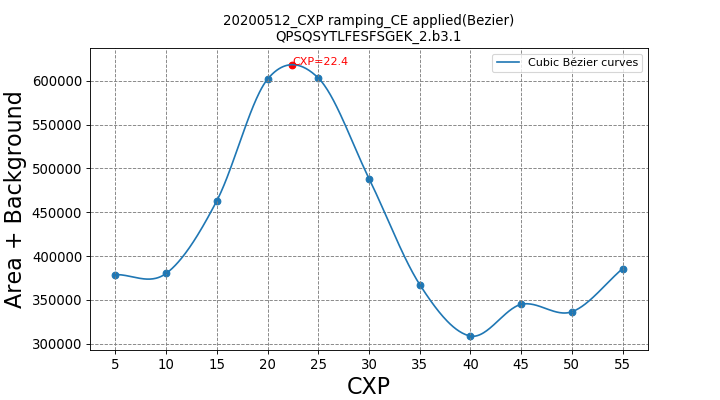 20200512_CXP ramping_CE applied(Bezier)
QPSQSYTLFESFSGEK_2.b3.1
CXP=22.4
Cubic Bézier curves
600000
550000
500000
450000
400000
350000
300000
Area + Background
5 10 15 20 25 30 35 40 45 50 55
CXP